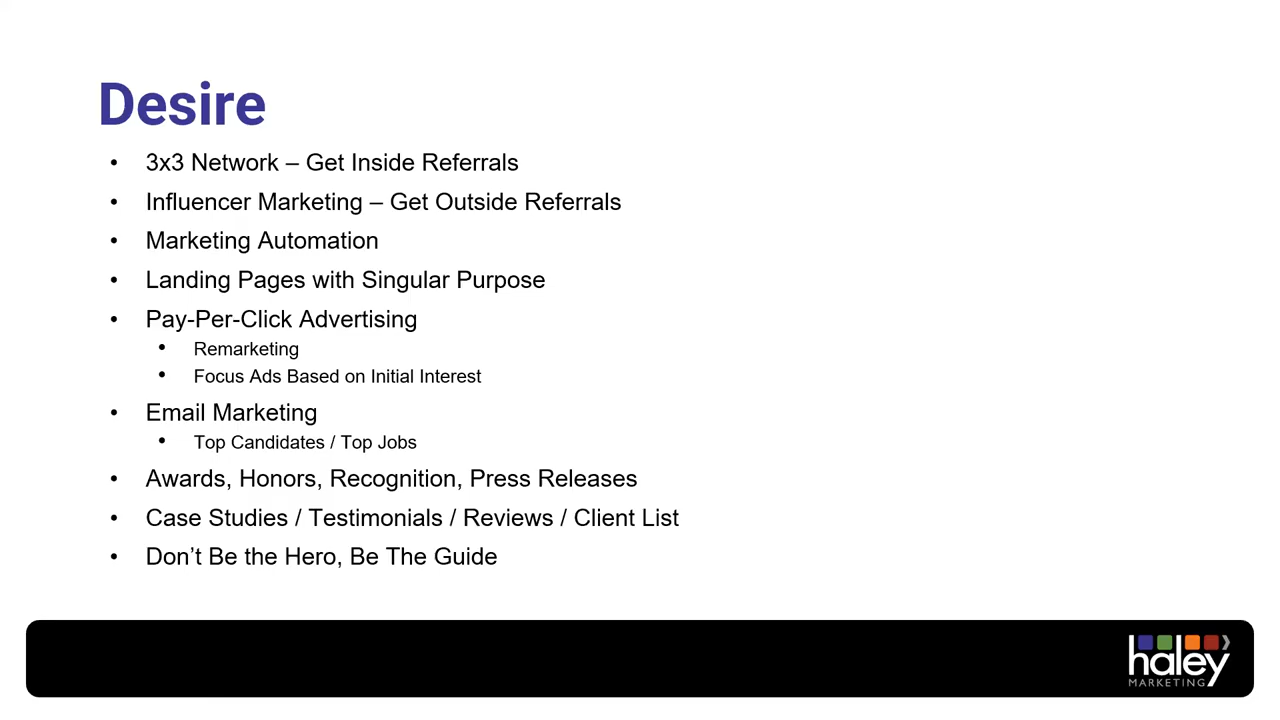 Desire
• 3x3 Network – Get Inside Referrals
• Influencer Marketing – Get Outside Referrals
• Marketing Automation
• Landing Pages with Singular Purpose
• Pay-Per-Click Advertising
• Remarketing
• Focus Ads Based on Initial Interest
• Email Marketing
• Top Candidates / Top Jobs
• Awards, Honors, Recognition, Press Releases
• Case Studies / Testimonials / Reviews / Client List
• Don’t Be the Hero, Be The Guide
haley
MARKETING